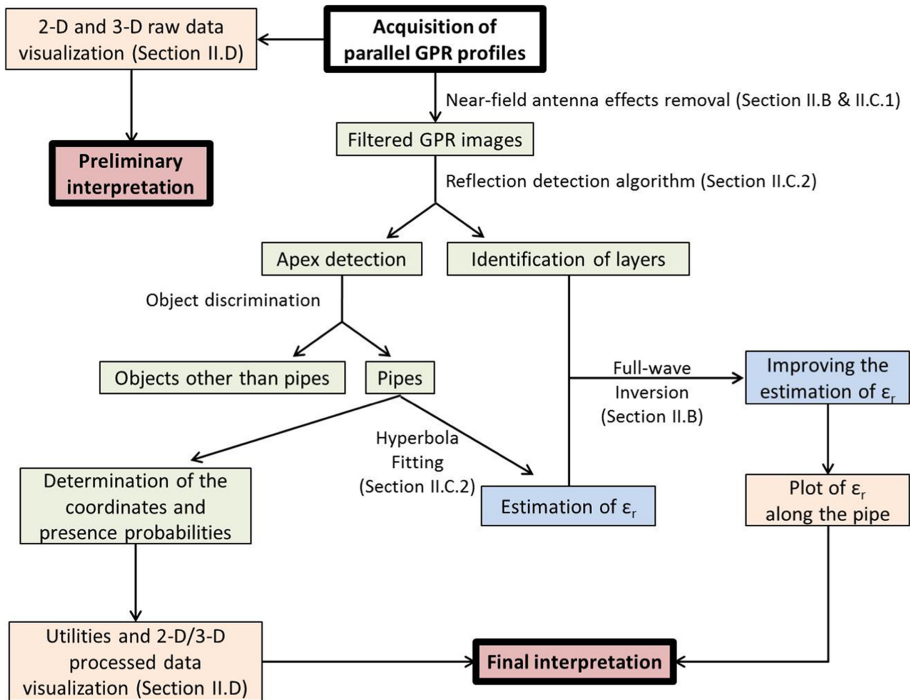 2-D and 3-D raw data
visualization (Section II.D)
Acquisition of
parallel GPR profiles
Near-field antenna effects removal (Section II.B & II.C.1)
Filtered GPR images
Preliminary
interpretation
Reflection detection algorithm (Section II.C.2)
Apex detection
Identification of layers
Object discrimination
Objects other than pipes
Pipes
Full-wave
Inversion
(Section II.B)
Improving the
estimation of εr
Hyperbola
Fitting
(Section II.C.2)
Determination of the
coordinates and
presence probabilities
Estimation of εr
Plot of εr
along the pipe
Utilities and 2-D/3-D
processed data
visualization (Section II.D)
Final interpretation